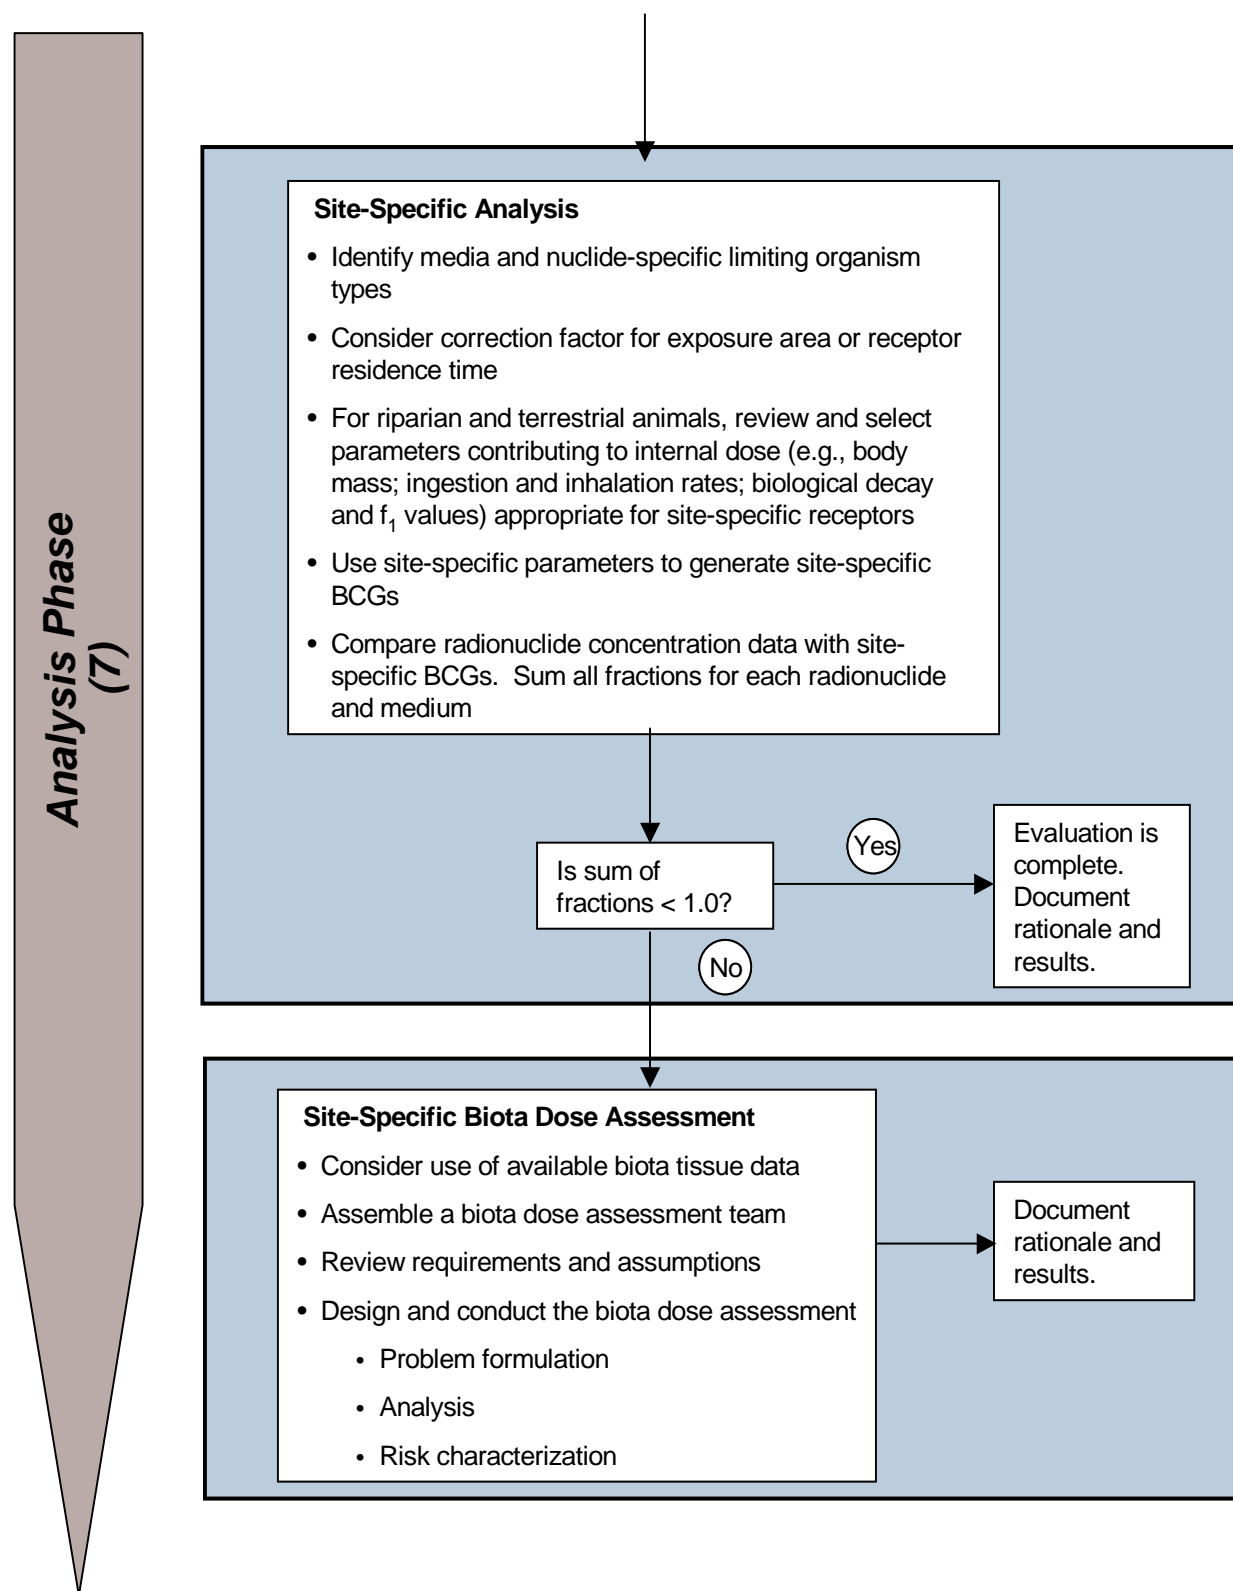 Analysis Phase
(7)
Site-Specific Analysis
• Identify media and nuclide-specific limiting organism
types
• Consider correction factor for exposure area or receptor
residence time
• For riparian and terrestrial animals, review and select
parameters contributing to internal dose (e.g., body
mass; ingestion and inhalation rates; biological decay
and f1 values) appropriate for site-specific receptors
• Use site-specific parameters to generate site-specific
BCGs
• Compare radionuclide concentration data with site-
specific BCGs.  Sum all fractions for each radionuclide
and medium
Is sum of
fractions < 1.0?
Yes
Evaluation is
complete.
Document
rationale and
results.
No
Site-Specific Biota Dose Assessment
• Consider use of available biota tissue data
• Assemble a biota dose assessment team
• Review requirements and assumptions
• Design and conduct the biota dose assessment
• Problem formulation
• Analysis
• Risk characterization
Document
rationale and
results.